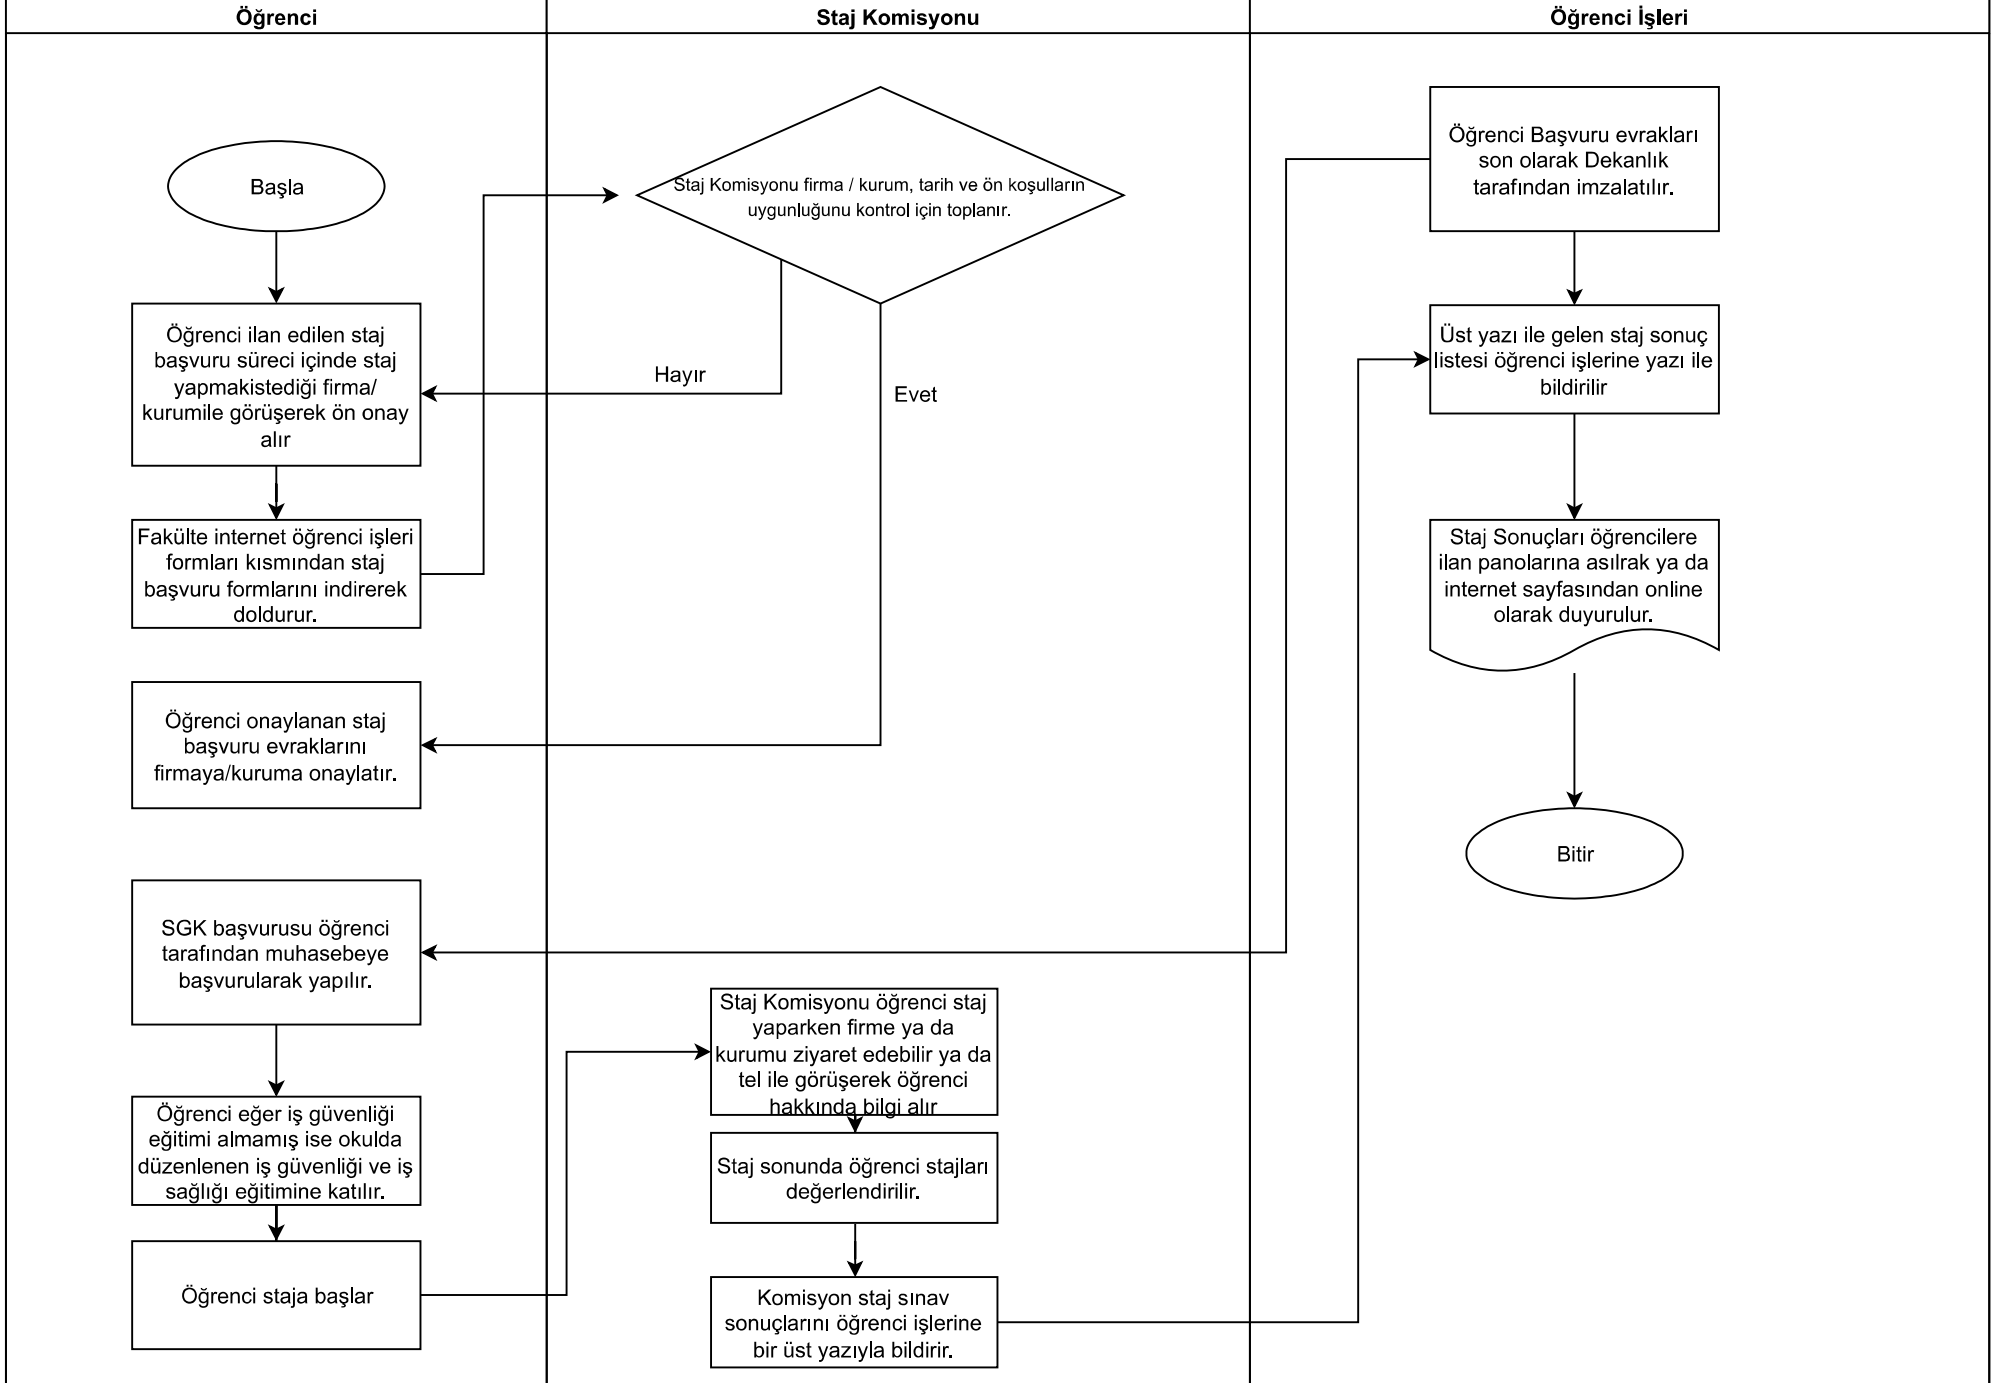 Öğrenci
Staj Komisyonu
Öğrenci İşleri
Başla
Öğrenci ilan edilen staj
başvuru süreci içinde staj
yapmakistediği firma/
kurumile görüşerek ön onay
alır
Fakülte internet öğrenci işleri
formları kısmından staj
başvuru formlarını indirerek
doldurur.
Staj Komisyonu firma / kurum, tarih ve ön koşulların
uygunluğunu kontrol için toplanır.
Hayır
Evet
Öğrenci onaylanan staj
başvuru evraklarını
firmaya/kuruma onaylatır.
Öğrenci Başvuru evrakları
son olarak Dekanlık
tarafından imzalatılır.
SGK başvurusu öğrenci
tarafından muhasebeye
başvurularak yapılır.
Öğrenci eğer iş güvenliği
eğitimi almamış ise okulda
düzenlenen iş güvenliği ve iş
sağlığı eğitimine katılır.
Öğrenci staja başlar
Staj Komisyonu öğrenci staj
yaparken firme ya da
kurumu ziyaret edebilir ya da
tel ile görüşerek öğrenci
hakkında bilgi alır
Staj sonunda öğrenci stajları
değerlendirilir.
Komisyon staj sınav
sonuçlarını öğrenci işlerine
bir üst yazıyla bildirir.
Üst yazı ile gelen staj sonuç
listesi öğrenci işlerine yazı ile
bildirilir
Staj Sonuçları öğrencilere
ilan panolarına asılrak ya da
internet sayfasından online
olarak duyurulur.
Bitir